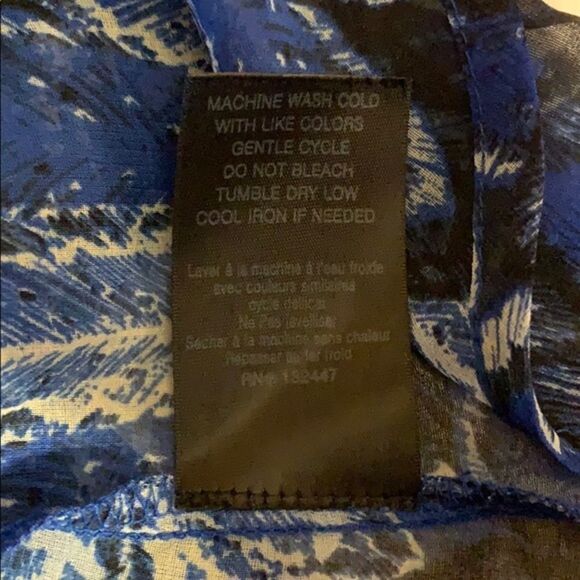 MACHINE WASH COLD
WITH LIKE COLORS
GENTLE CYCLE
DO NOT BLEACH
TUMBLE DRY LOW
COOL IRON IF NEEDED
Laver à la machine à l'eau froide
avec couleurs similaires
cycle délicat
Ne Pas
Sécher à la machine sans chaleur
Repasser au fer froid
RN# 132447